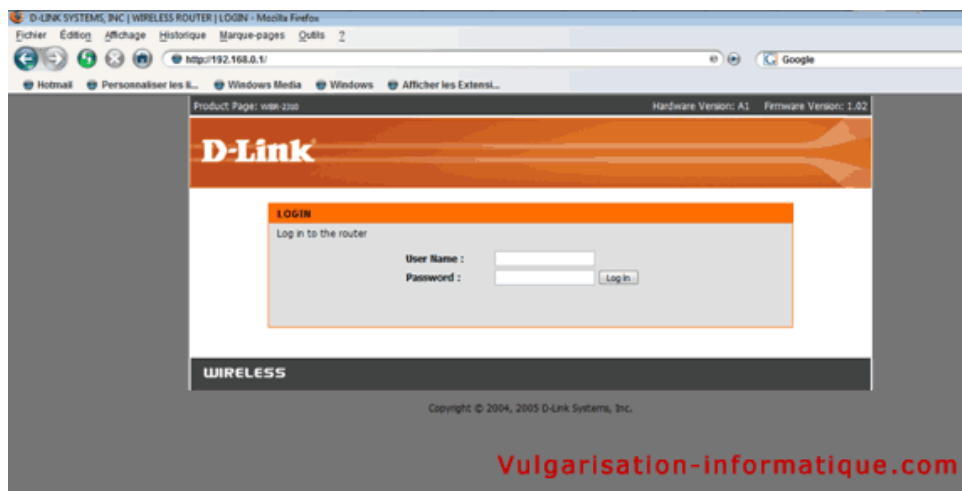 D-LINK SYSTEMS, INC | WIRELESS ROUTER | LOGIN - Mozilla Firefox
Fichier Édition Affichage Historique Marque-pages Outils ?
http://192.168.0.1/ Google
Hotmail Personnaliser les li... Windows Media Windows Afficher les Extensi...
Product Page: WBR-2310 Hardware Version: A1 Firmware Version: 1.02
D-Link
LOGIN
Log in to the router
User Name :
Password : Log in
WIRELESS
Copyright © 2004, 2005 D-Link Systems, Inc.
Vulgarisation-informatique.com